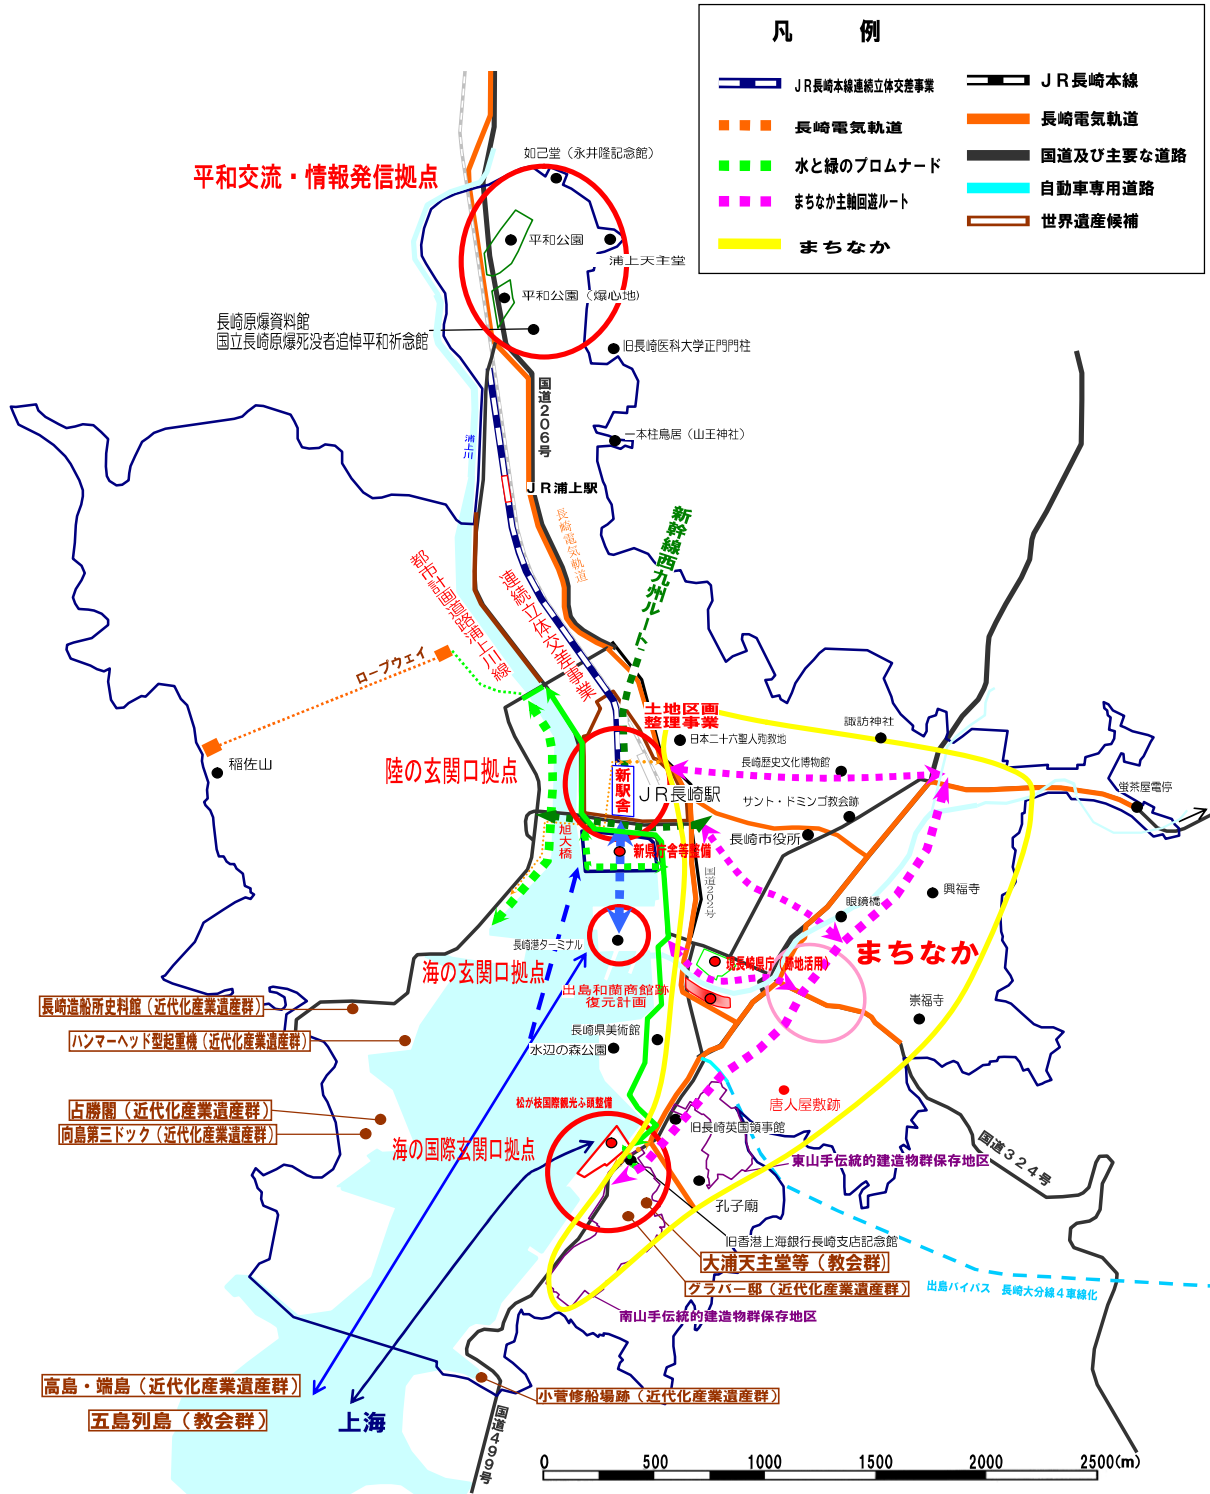 凡 例
ＪＲ長崎本線連続立体交差事業
ＪＲ長崎本線
長崎電気軌道
長崎電気軌道
水と緑のプロムナード
国道及び主要な道路
まちなか主軸回遊ルート
自動車専用道路
まちなか
世界遺産候補
平和交流・情報発信拠点
如己堂（永井隆記念館）
平和公園
浦上天主堂
平和公園（爆心地）
長崎原爆資料館
国立長崎原爆死没者追悼平和祈念館
旧長崎医科大学正門門柱
国道２０６号
浦上川
一本柱鳥居（山王神社）
ＪＲ浦上駅
長崎電気軌道
新幹線西九州ルート
都市計画道路浦上川線
連続立体交差事業
ロープウェイ
稲佐山
土地区画
整理事業
日本二十六聖人殉教地
諏訪神社
長崎歴史文化博物館
陸の玄関口拠点
新駅舎
ＪＲ長崎駅
サント・ドミンゴ教会跡
蛍茶屋電停
旭大橋
長崎市役所
新県庁舎等整備
国道202号
興福寺
眼鏡橋
長崎港ターミナル
まちなか
海の玄関口拠点
現長崎県庁（跡地活用）
出島和蘭商館跡
復元計画
長崎造船所史料館（近代化産業遺産群）
崇福寺
長崎県美術館
ハンマーヘッド型起重機（近代化産業遺産群）
水辺の森公園
松が枝国際観光ふ頭整備
唐人屋敷跡
占勝閣（近代化産業遺産群）
向島第三ドック（近代化産業遺産群）
旧長崎英国領事館
海の国際玄関口拠点
国道３２４号
東山手伝統的建造物群保存地区
孔子廟
旧香港上海銀行長崎支店記念館
大浦天主堂等（教会群）
グラバー邸（近代化産業遺産群）
出島バイパス　長崎大分線４車線化
南山手伝統的建造物群保存地区
高島・端島（近代化産業遺産群）
小菅修船場跡（近代化産業遺産群）
五島列島（教会群）
上海
国道４９９号
0 500 1000 1500 2000 2500(m)